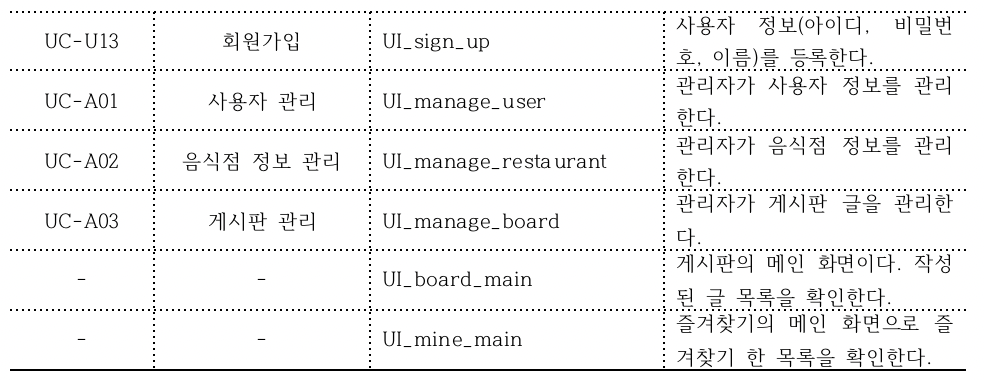 UC-U13 회원가입 UI_sign_up 사용자 정보(아이디, 비밀번
호, 이름)를 등록한다.
UC-A01 사용자 관리 UI_manage_user 관리자가 사용자 정보를 관리
한다.
UC-A02 음식점 정보 관리 UI_manage_restaurant 관리자가 음식점 정보를 관리
한다.
UC-A03 게시판 관리 UI_manage_board 관리자가 게시판 글을 관리한
다.
- - UI_board_main 게시판의 메인 화면이다. 작성
된 글 목록을 확인한다.
- - UI_mine_main 즐겨찾기의 메인 화면으로 즐
겨찾기 한 목록을 확인한다.